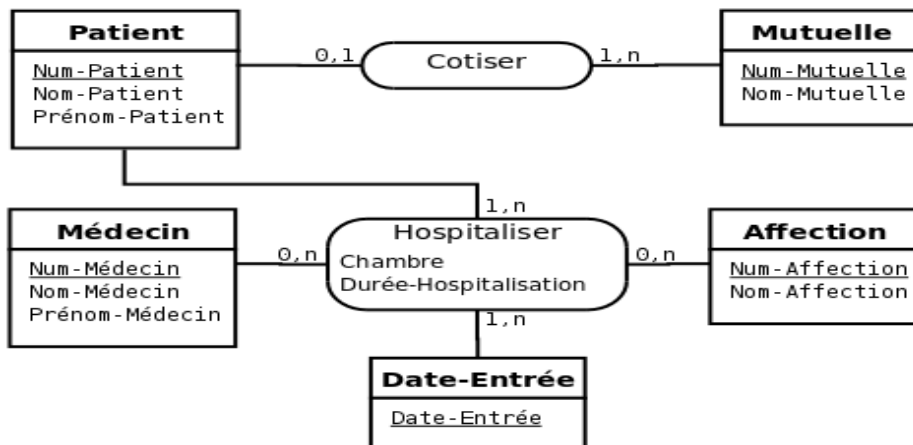 Patient
Num-Patient
Nom-Patient
Prénom-Patient
0,1
Cotiser
1,n
Mutuelle
Num-Mutuelle
Nom-Mutuelle
1,n
Médecin
Num-Médecin
Nom-Médecin
Prénom-Médecin
0,n
Hospitaliser
Chambre
Durée-Hospitalisation
0,n
Affection
Num-Affection
Nom-Affection
1,n
Date-Entrée
Date-Entrée